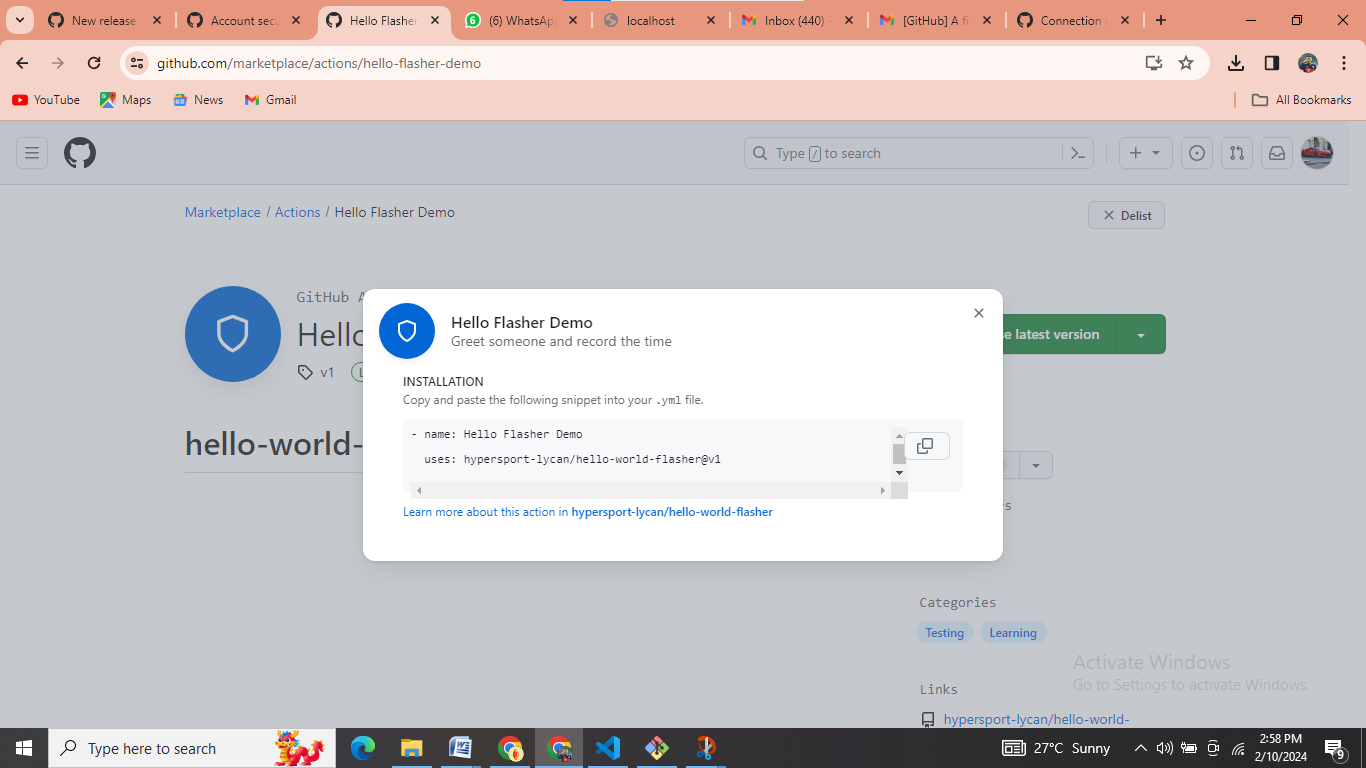 New release
Account secu
Hello Flasher
(6) WhatsAp
localhost
Inbox (440) -
[GitHub] A fi
Connection
github.com/marketplace/actions/hello-flasher-demo
YouTube
Maps
News
Gmail
All Bookmarks
Type / to search
Marketplace / Actions / Hello Flasher Demo
Delist
GitHub A
Hello
v1
hello-world-
Hello Flasher Demo
Greet someone and record the time
INSTALLATION
Copy and paste the following snippet into your .yml file.
- name: Hello Flasher Demo
uses: hypersport-lycan/hello-world-flasher@v1
Learn more about this action in hypersport-lycan/hello-world-flasher
e latest version
s
Categories
Testing
Learning
Links
hypersport-lycan/hello-world-
Activate Windows
Go to Settings to activate Windows.
Type here to search
27°C Sunny
2:58 PM
2/10/2024
9